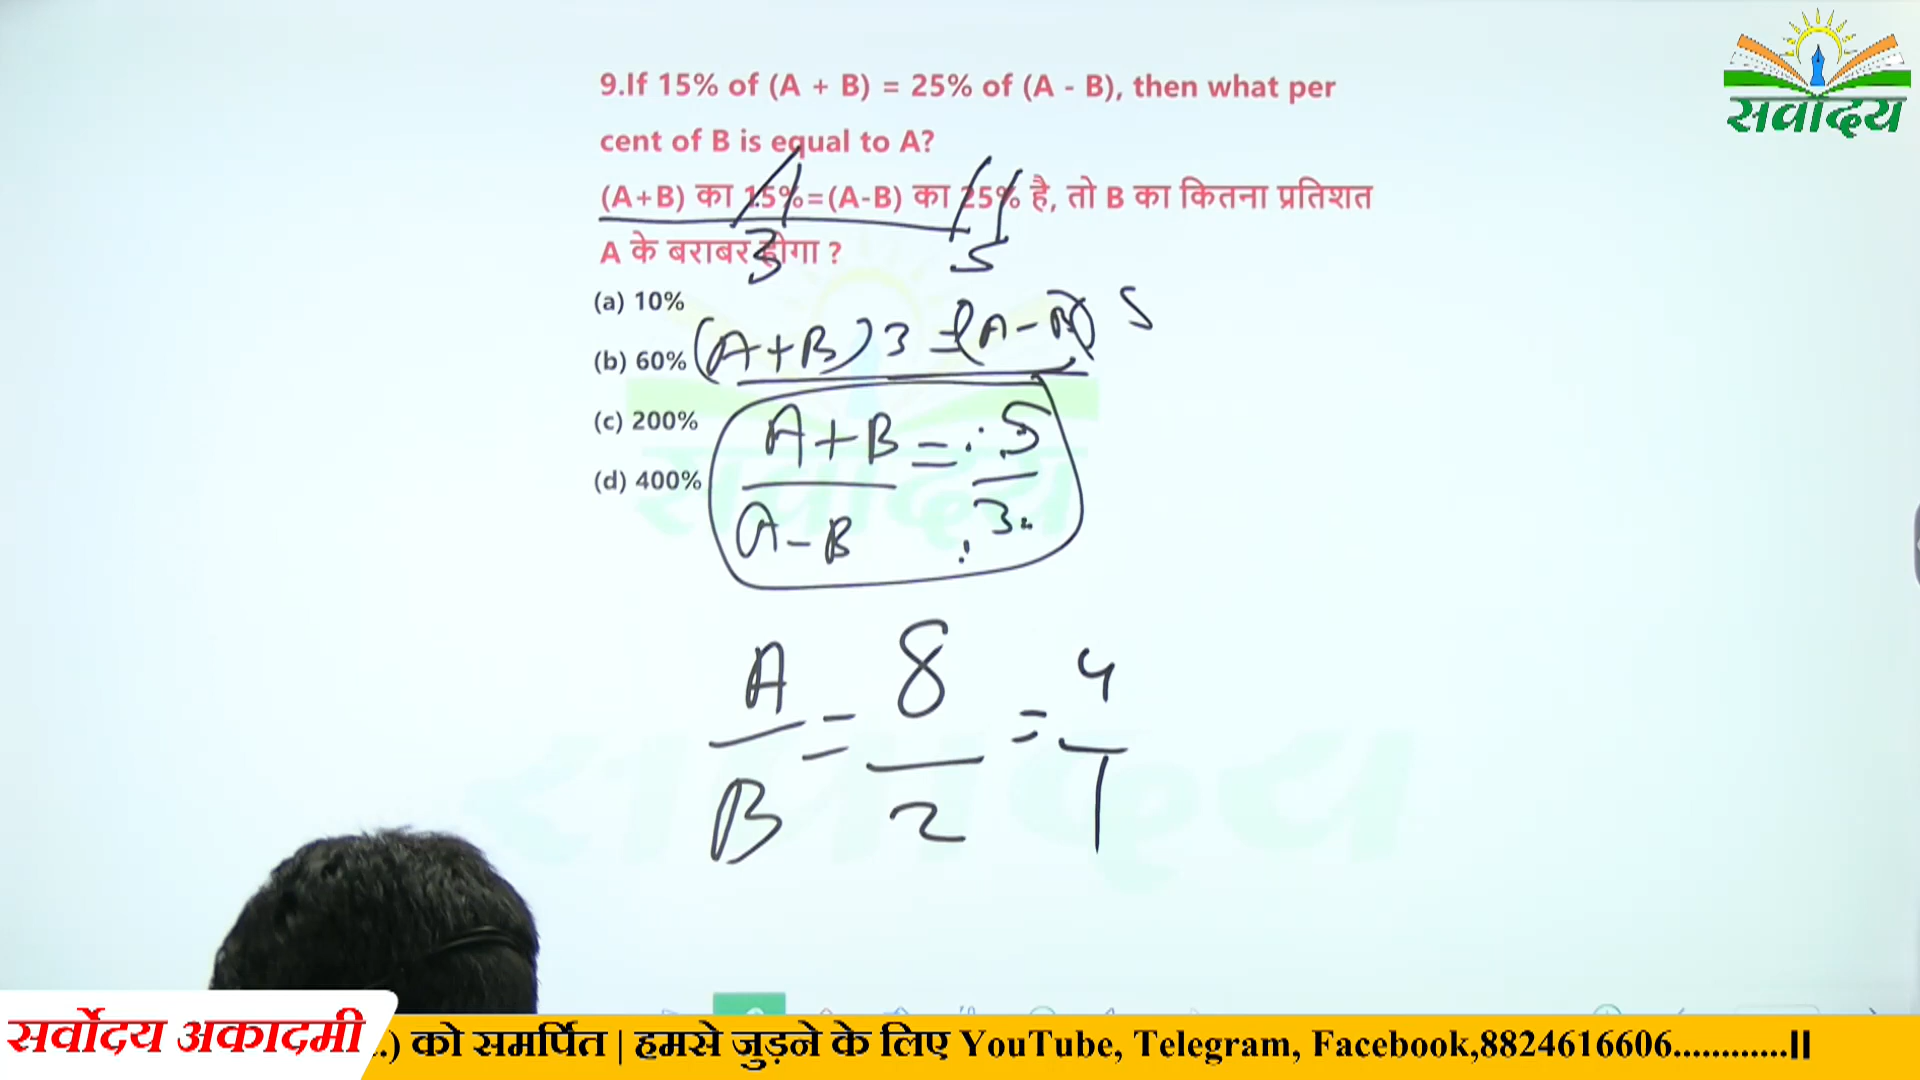 सर्वोदय
9.If 15% of (A + B) = 25% of (A - B), then what per
cent of B is equal to A?
(A+B) का 15%=(A-B) का 25% है, तो B का कितना प्रतिशत
3 5
A के बराबर होगा ?
(a) 10%
(A+B) 3 = (A-B) 5
(b) 60%
(c) 200%
A+B = 5
(d) 400%
A-B 3
A = 8 = 4
B 2 1
सर्वोदय अकादमी
.) को समर्पित | हमसे जुड़ने के लिए YouTube, Telegram, Facebook,8824616606............||